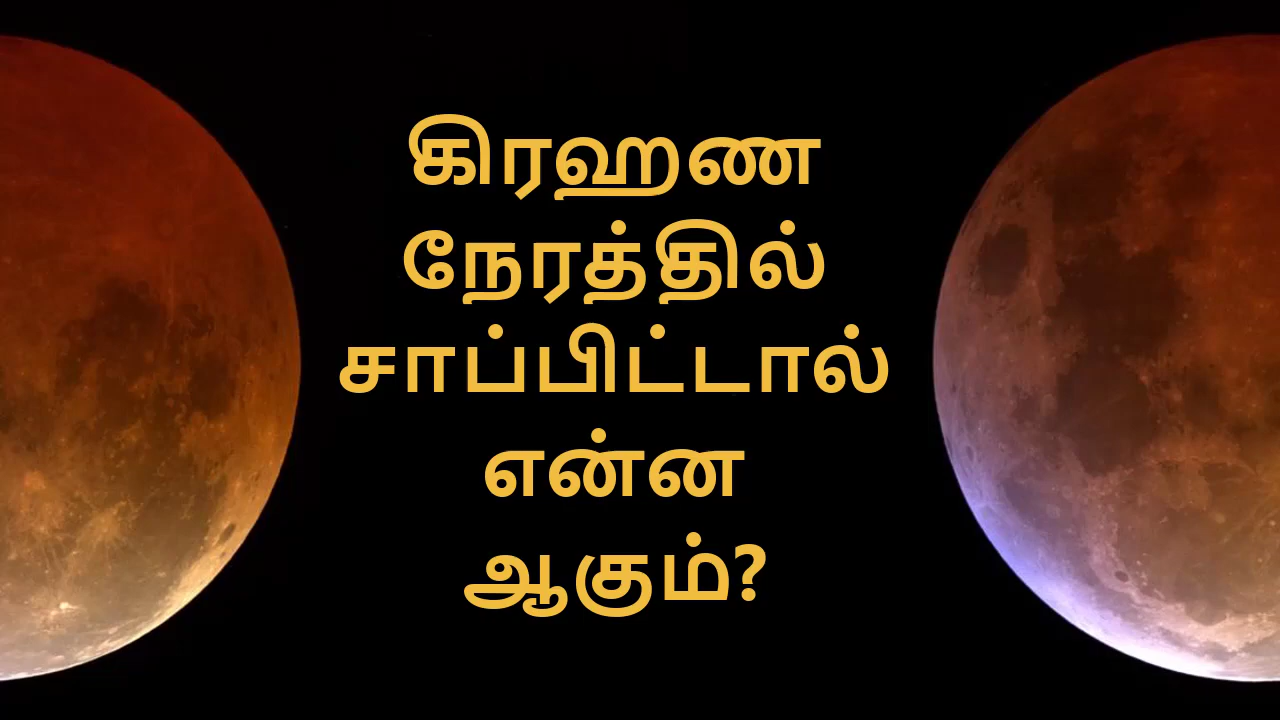 கிரஹண
நேரத்தில்
சாப்பிட்டால்
என்ன
ஆகும்?